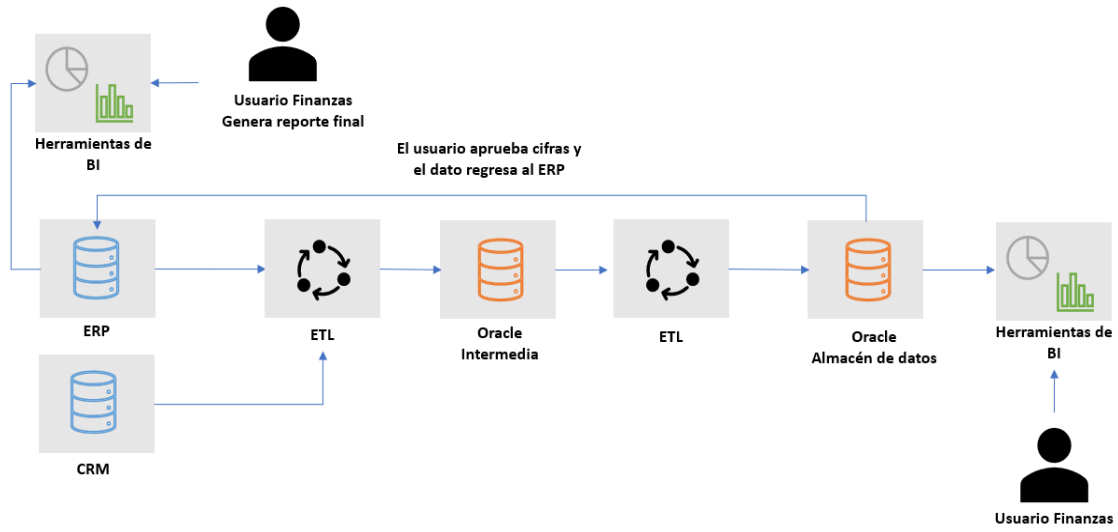 Usuario Finanzas
Genera reporte final
Herramientas de
BI
El usuario aprueba cifras y
el dato regresa al ERP
ERP
ETL
Oracle
Intermedia
ETL
Oracle
Almacén de datos
Herramientas de
BI
CRM
Usuario Finanzas